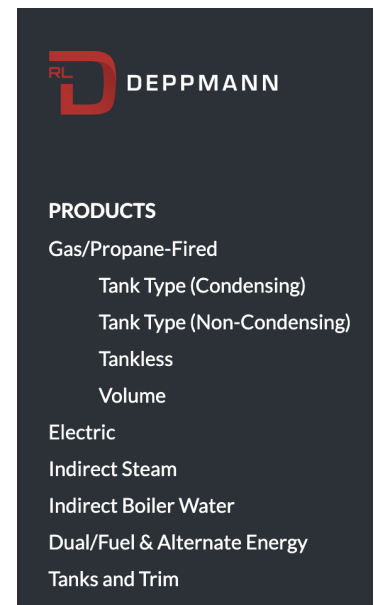 RL
DEPPMANN
PRODUCTS
Gas/Propane-Fired
Tank Type (Condensing)
Tank Type (Non-Condensing)
Tankless
Volume
Electric
Indirect Steam
Indirect Boiler Water
Dual/Fuel & Alternate Energy
Tanks and Trim